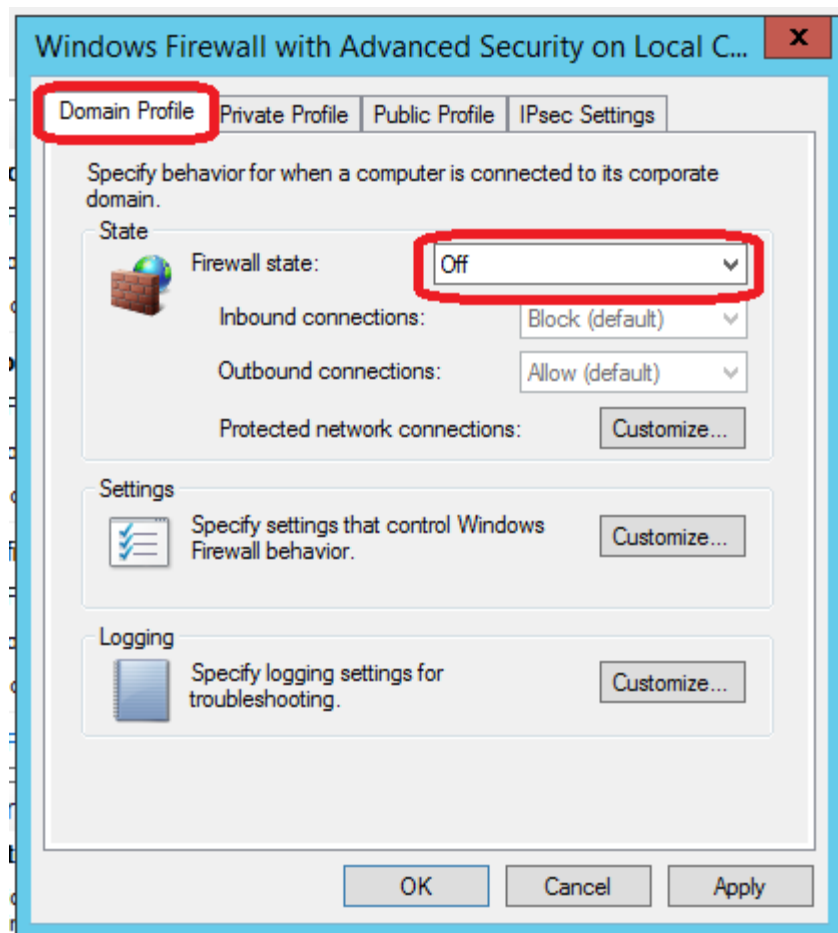 Windows Firewall with Advanced Security on Local C...
x
Domain Profile Private Profile Public Profile IPsec Settings
Specify behavior for when a computer is connected to its corporate
domain.
State
Firewall state: Off
Inbound connections: Block (default)
Outbound connections: Allow (default)
Protected network connections: Customize...
Settings
Specify settings that control Windows
Firewall behavior.
Customize...
Logging
Specify logging settings for
troubleshooting.
Customize...
OK Cancel Apply